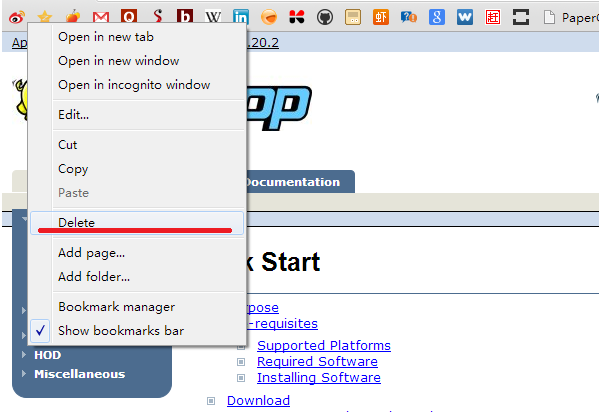 PaperC
Ap
.20.2
Open in new tab
Open in new window
Open in incognito window
Edit...
Cut
Copy
Paste
Delete
Add page...
Add folder...
Bookmark manager
Show bookmarks bar
op
Documentation
k Start
pose
-requisites
Supported Platforms
Required Software
Installing Software
Download
HOD
Miscellaneous